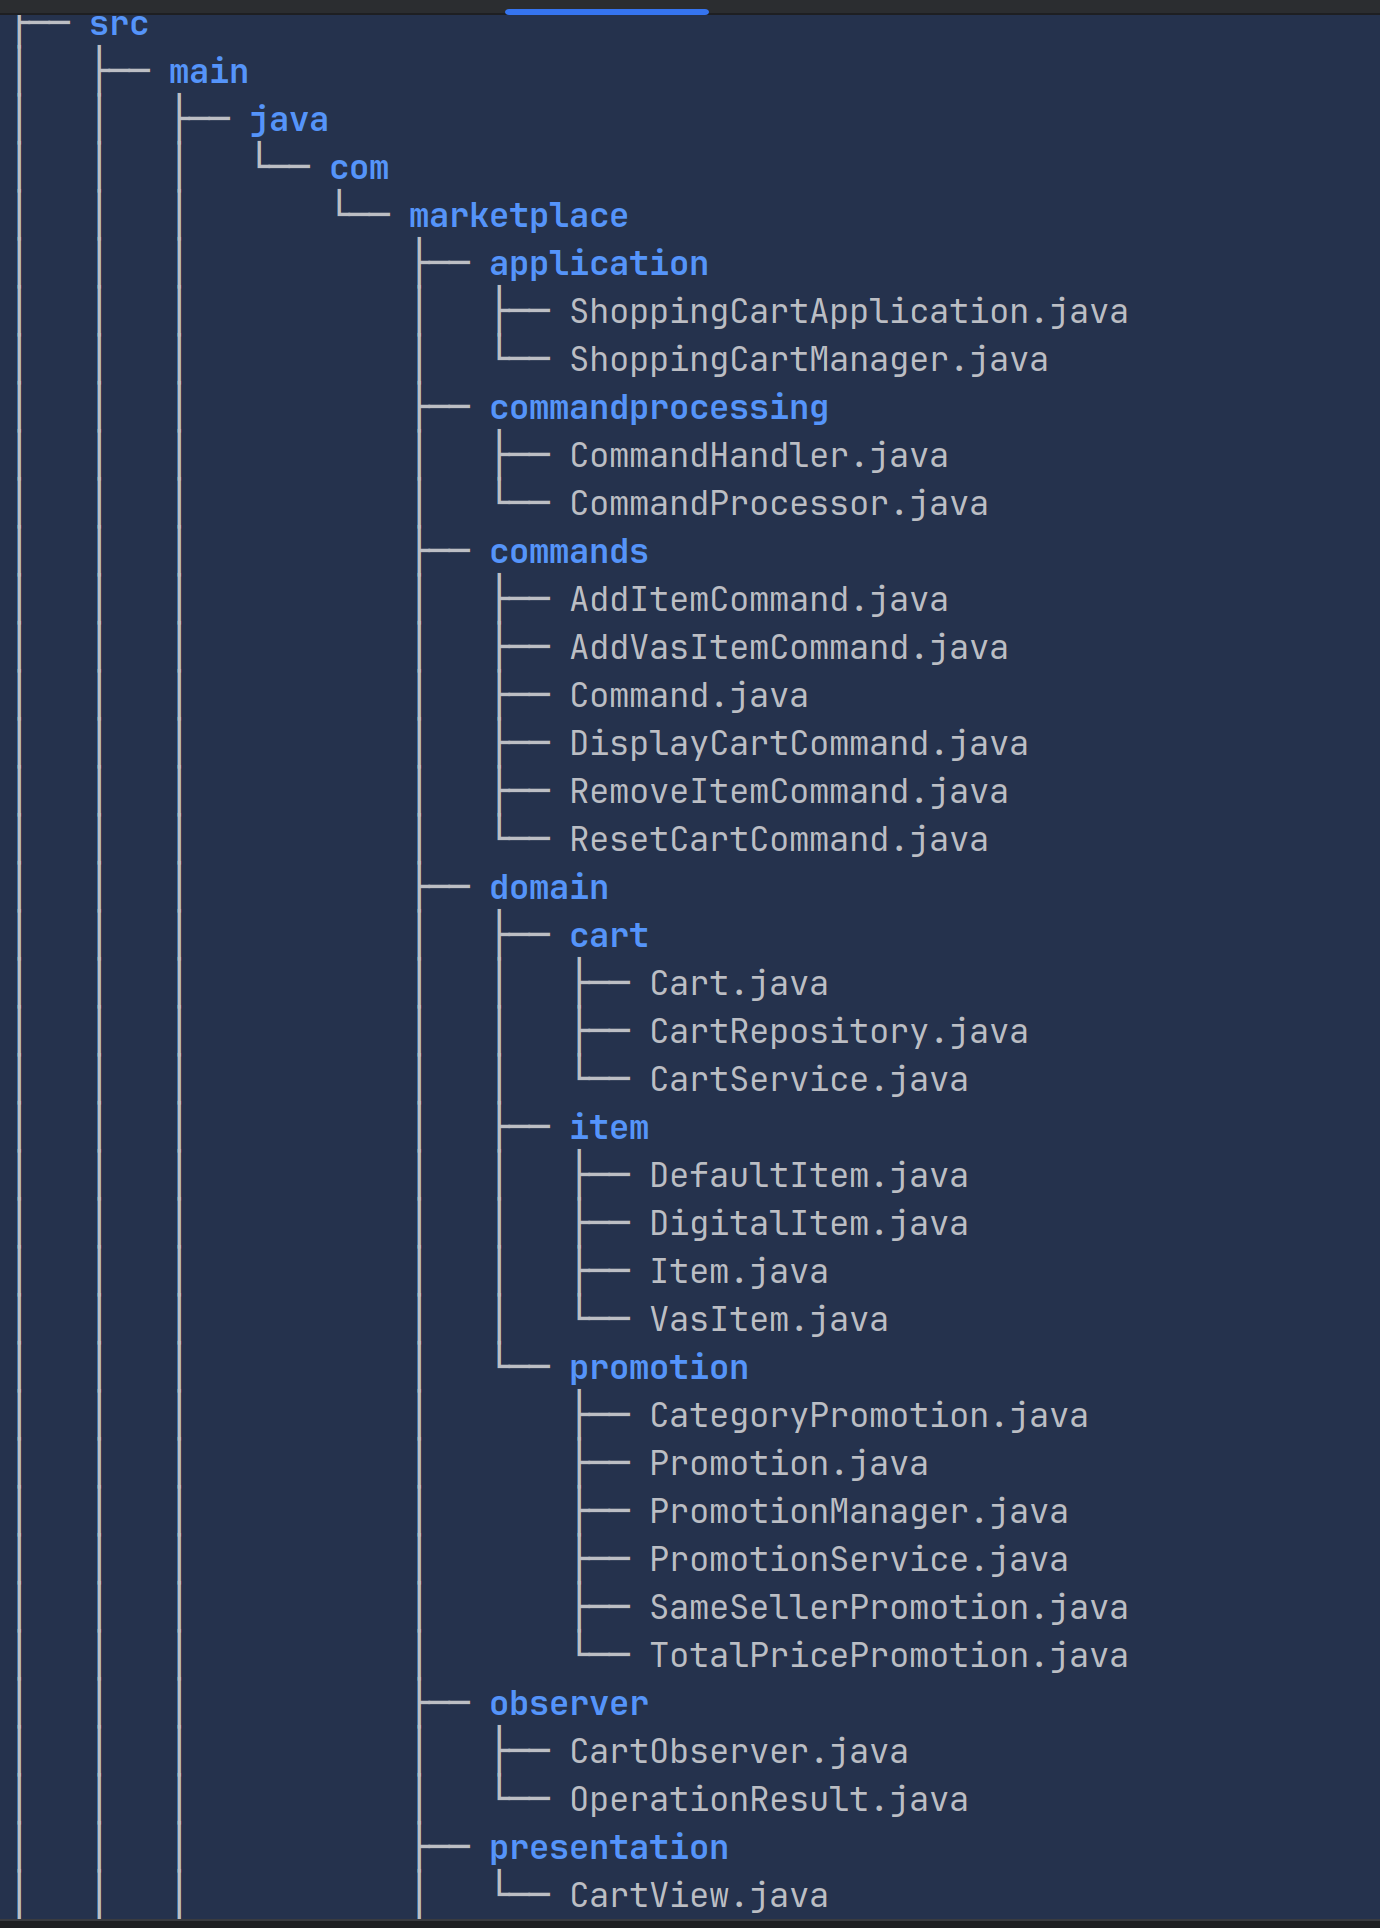 src
main
java
com
marketplace
application
ShoppingCartApplication.java
ShoppingCartManager.java
commandprocessing
CommandHandler.java
CommandProcessor.java
commands
AddItemCommand.java
AddVasItemCommand.java
Command.java
DisplayCartCommand.java
RemoveItemCommand.java
ResetCartCommand.java
domain
cart
Cart.java
CartRepository.java
CartService.java
item
DefaultItem.java
DigitalItem.java
Item.java
VasItem.java
promotion
CategoryPromotion.java
Promotion.java
PromotionManager.java
PromotionService.java
SameSellerPromotion.java
TotalPricePromotion.java
observer
CartObserver.java
OperationResult.java
presentation
CartView.java